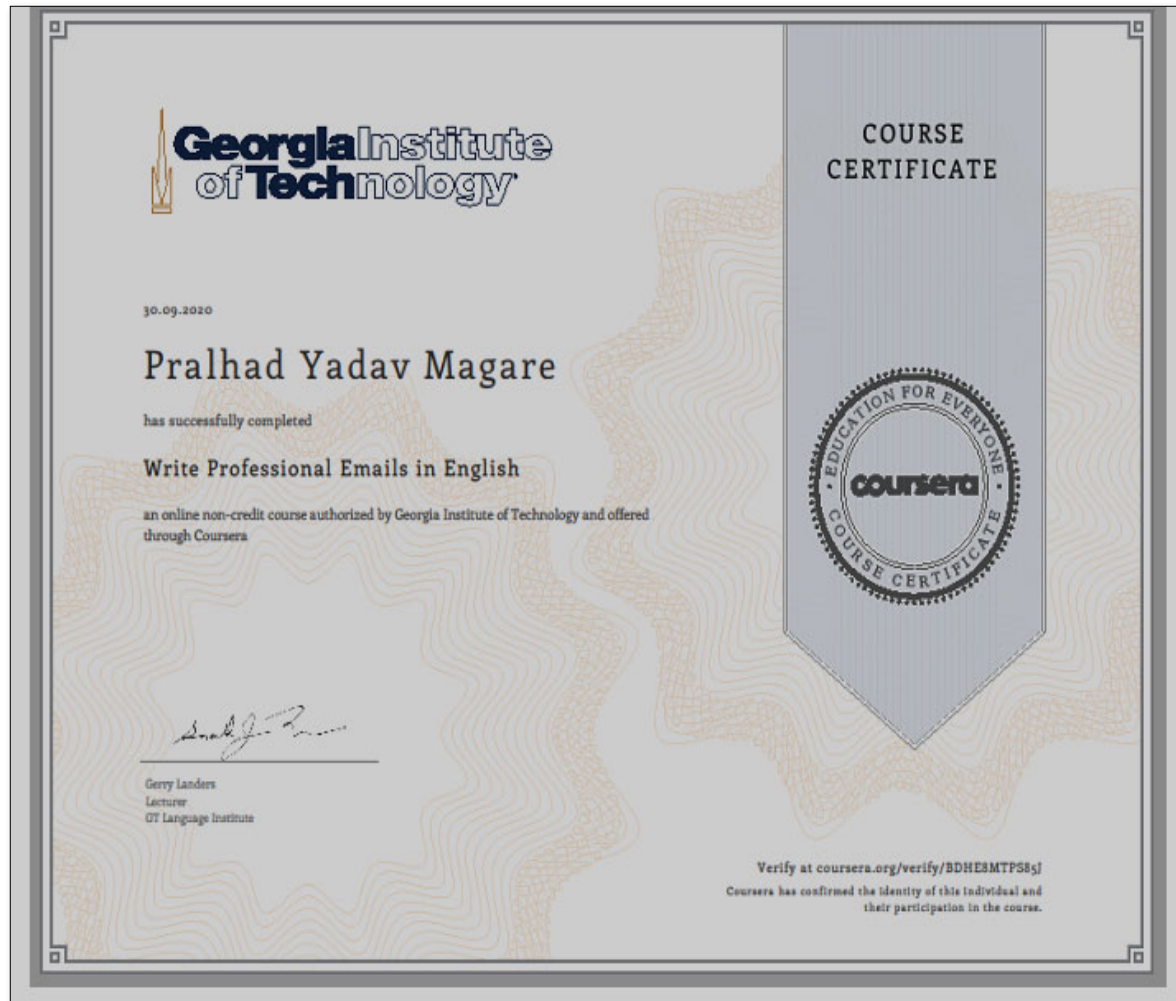 Georgia Institute
of Technology
COURSE
CERTIFICATE
30.09.2020
Pralhad Yadav Magare
has successfully completed
Write Professional Emails in English
an online non-credit course authorized by Georgia Institute of Technology and offered
through Coursera
EDUCATION FOR EVERYONE
coursera
COURSE CERTIFICATE
Gerry Landers
Lecturer
GT Language Institute
Verify at coursera.org/verify/BDHE8MTPS85J
Coursera has confirmed the identity of this individual and
their participation in the course.